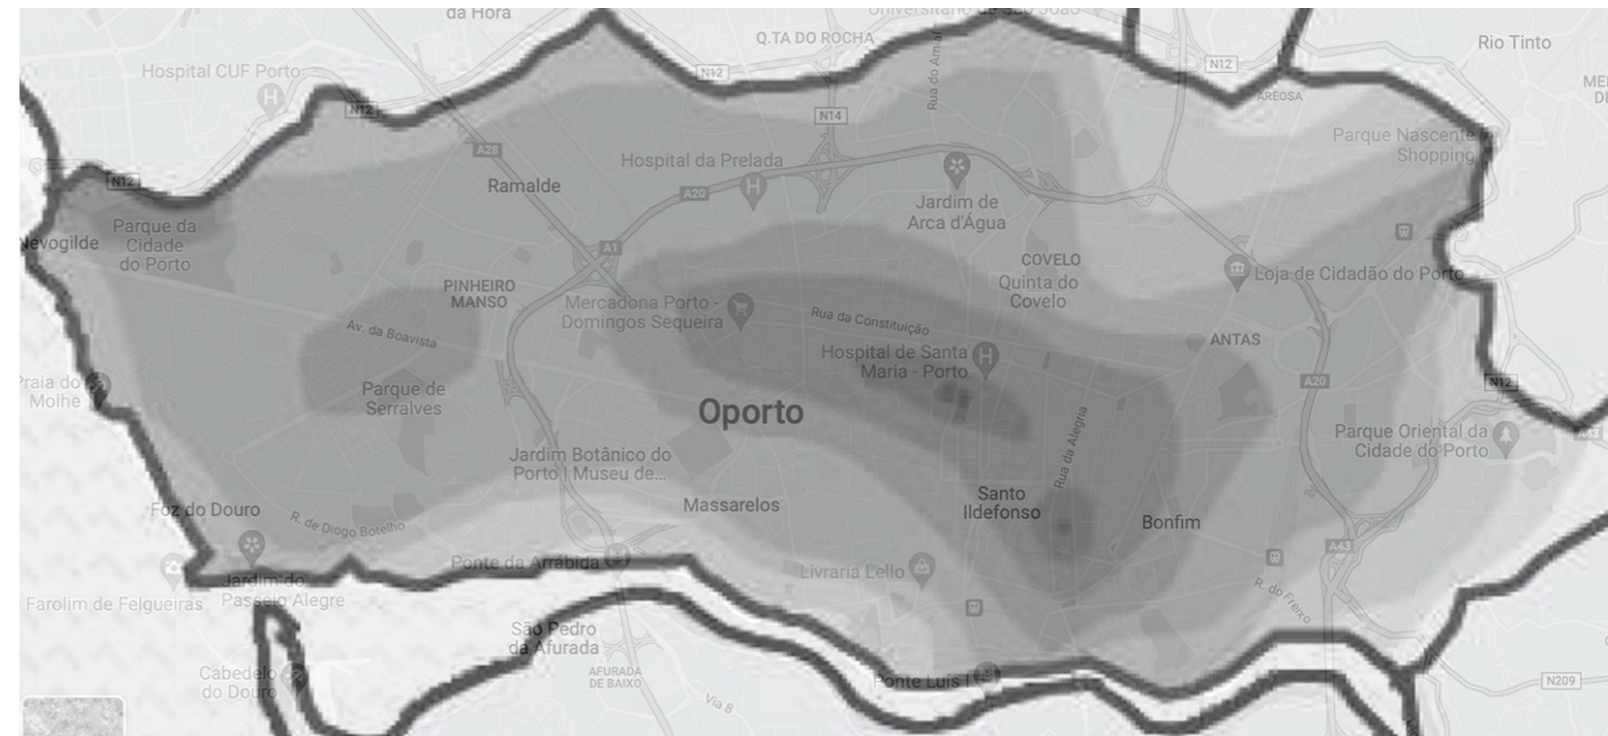 da Hora
Universitário de São João
Q.TA DO ROCHA
Rio Tinto
Hospital CUF Porto
N12
N12
AREOSA
N12
N14
Rua do Amial
Parque Nascente
Shopping
A28
Hospital da Prelada
N12
Ramalde
A20
Jardim de
Arca d'Água
Parque da
Cidade
do Porto
Nevogilde
A1
COVELO
Quinta do
Covelo
Loja de Cidadão do Porto
PINHEIRO
MANSO
Mercadona Porto -
Domingos Sequeira
Rua da Constituição
Av. da Boavista
ANTAS
Hospital de Santa
Maria - Porto
Praia do
Molhe
Parque de
Serralves
A20
N12
Oporto
Rua da Alegria
Parque Oriental da
Cidade do Porto
A43
Jardim Botânico do
Porto | Museu de...
Massarelos
Santo
Ildefonso
Bonfim
Foz do Douro
R. de Diogo Botelho
A43
Ponte da Arrábida
Livraria Lello
Jardim do
Passeio Alegre
R. do Freixo
Farolim de Felgueiras
São Pedro
da Afurada
Cabedelo
do Douro
AFURADA
DE BAIXO
Ponte Luís I
N209
Via 8